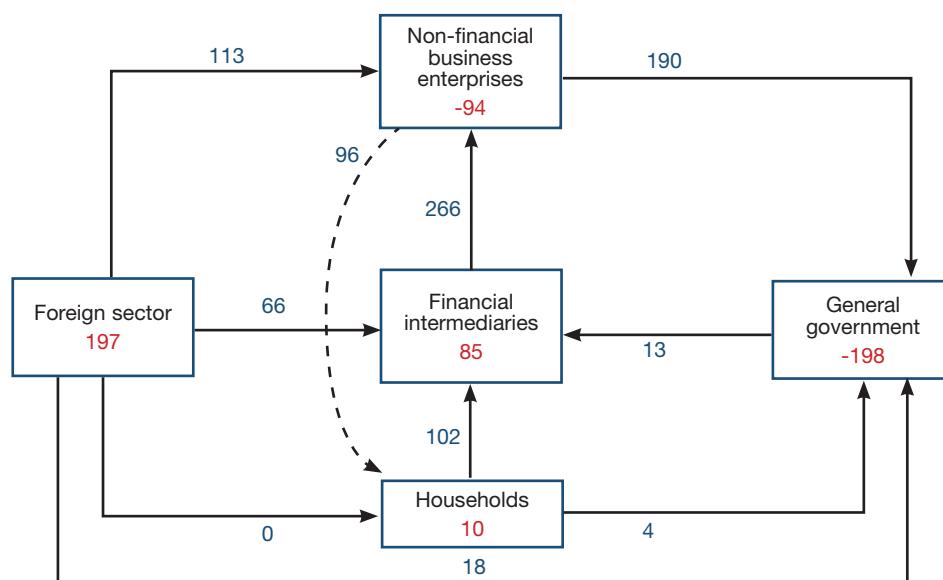 Non-financial
business
enterprises
-94
113
190
96
266
Foreign sector
197
66
Financial
intermediaries
85
General
government
-198
13
102
Households
10
0
4
18